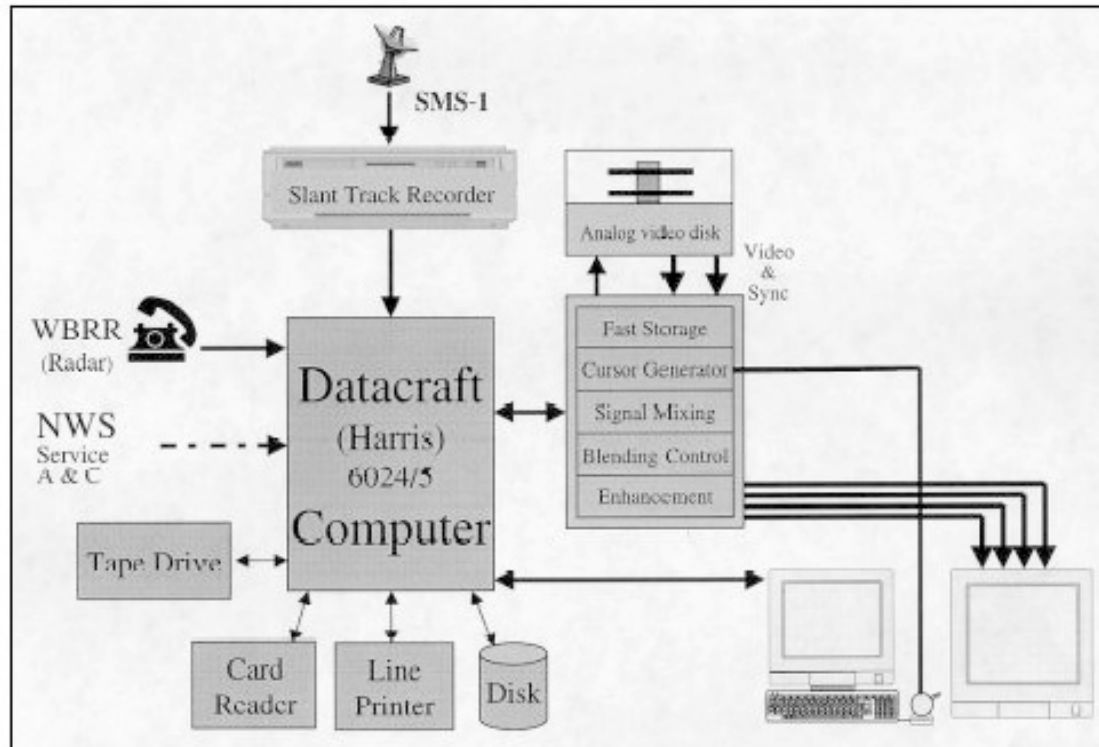 SMS-1
Slant Track Recorder
Analog video disk
Video
&
Sync
WBRR
(Radar)
NWS
Service
A & C
Datacraft
(Harris)
6024/5
Computer
Fast Storage
Cursor Generator
Signal Mixing
Blending Control
Enhancement
Tape Drive
Card
Reader
Line
Printer
Disk